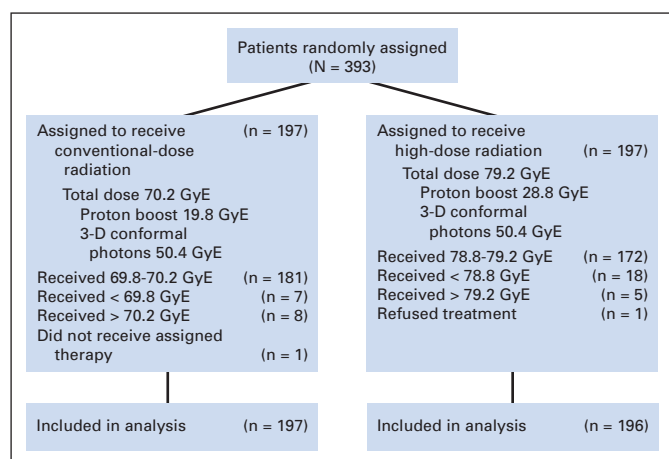 Patients randomly assigned
(N = 393)
Assigned to receive (n = 197)
conventional-dose
radiation
Total dose 70.2 GyE
Proton boost 19.8 GyE
3-D conformal
photons 50.4 GyE
Received 69.8-70.2 GyE (n = 181)
Received < 69.8 GyE (n = 7)
Received > 70.2 GyE (n = 8)
Did not receive assigned
therapy (n = 1)
Included in analysis (n = 197)
Assigned to receive
high-dose radiation (n = 197)
Total dose 79.2 GyE
Proton boost 28.8 GyE
3-D conformal
photons 50.4 GyE
Received 78.8-79.2 GyE (n = 172)
Received < 78.8 GyE (n = 18)
Received > 79.2 GyE (n = 5)
Refused treatment (n = 1)
Included in analysis (n = 196)